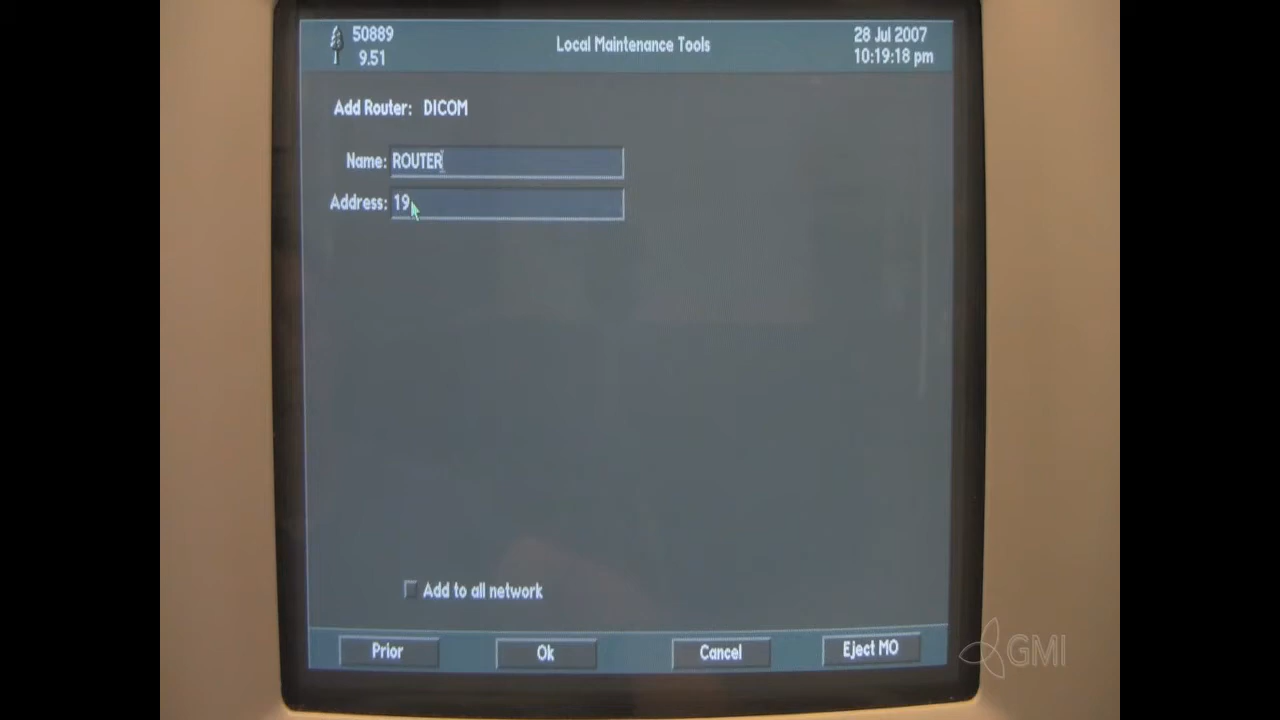 50889
9.51
Local Maintenance Tools
28 Jul 2007
10:19:18 pm
Add Router: DICOM
Name: ROUTER
Address: 19
Add to all network
Prior
Ok
Cancel
Eject MO
GMI